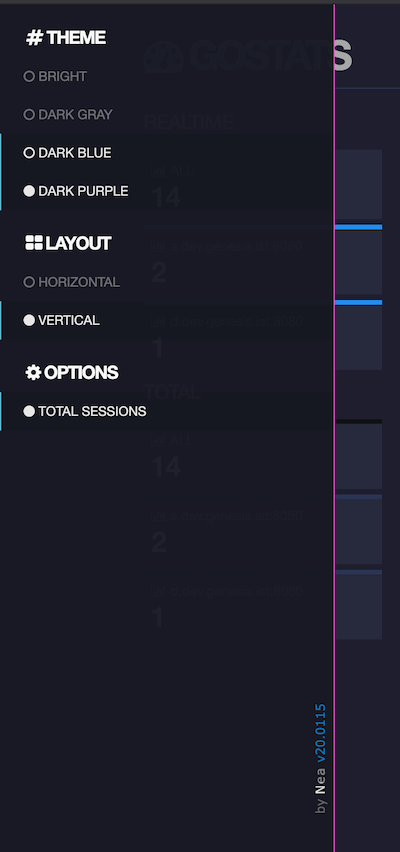 # THEME
GOSTATS
BRIGHT
DARK GRAY
REALTIME
DARK BLUE
DARK PURPLE
14
LAYOUT
2
HORIZONTAL
VERTICAL
1
OPTIONS
TOTAL
TOTAL SESSIONS
14
2
1
by Nea v20.0115